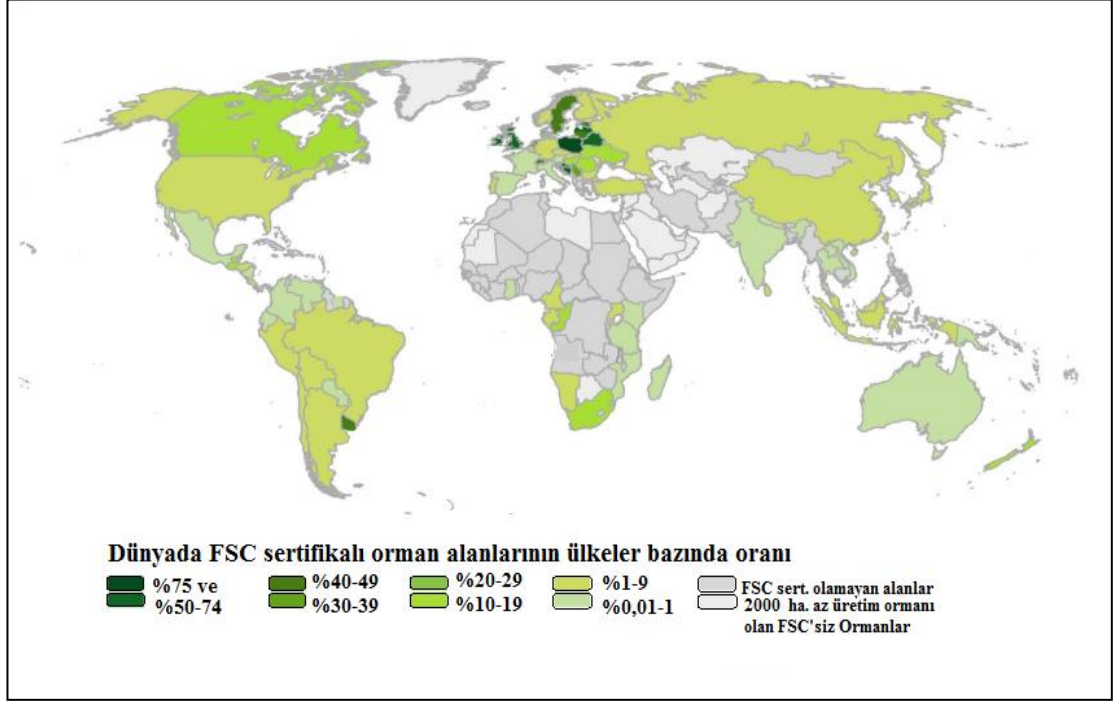 Dünyada FSC sertifikalı orman alanlarının ülkeler bazında oranı
%75 ve
%50-74
%40-49
%30-39
%20-29
%10-19
%1-9
%0,01-1
FSC sert. olamayan alanlar
2000 ha. az üretim ormanı
olan FSC'siz Ormanlar